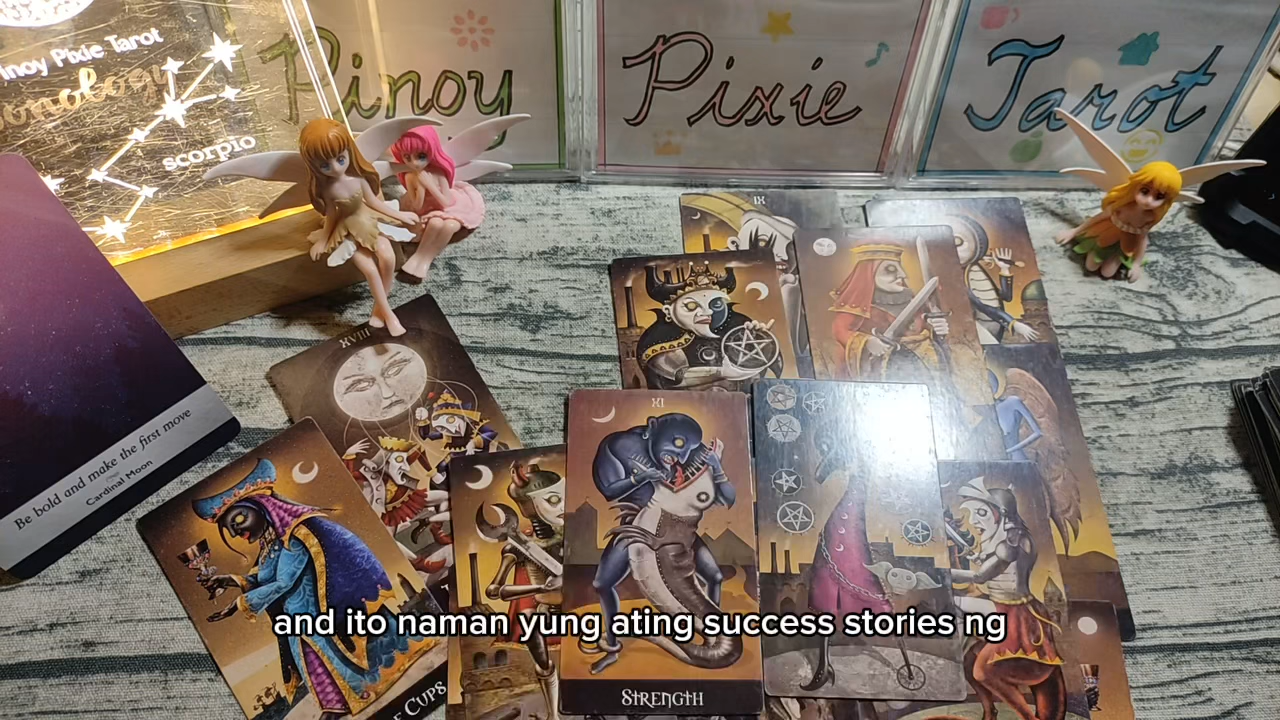 Pinoy
Pixie
Tarot
Pixie Tarot
scorpio
IX
XVIII
XI
Be bold and make the first move
Cardinal Moon
CUPS
STRENGTH
and ito naman yung ating success stories ng